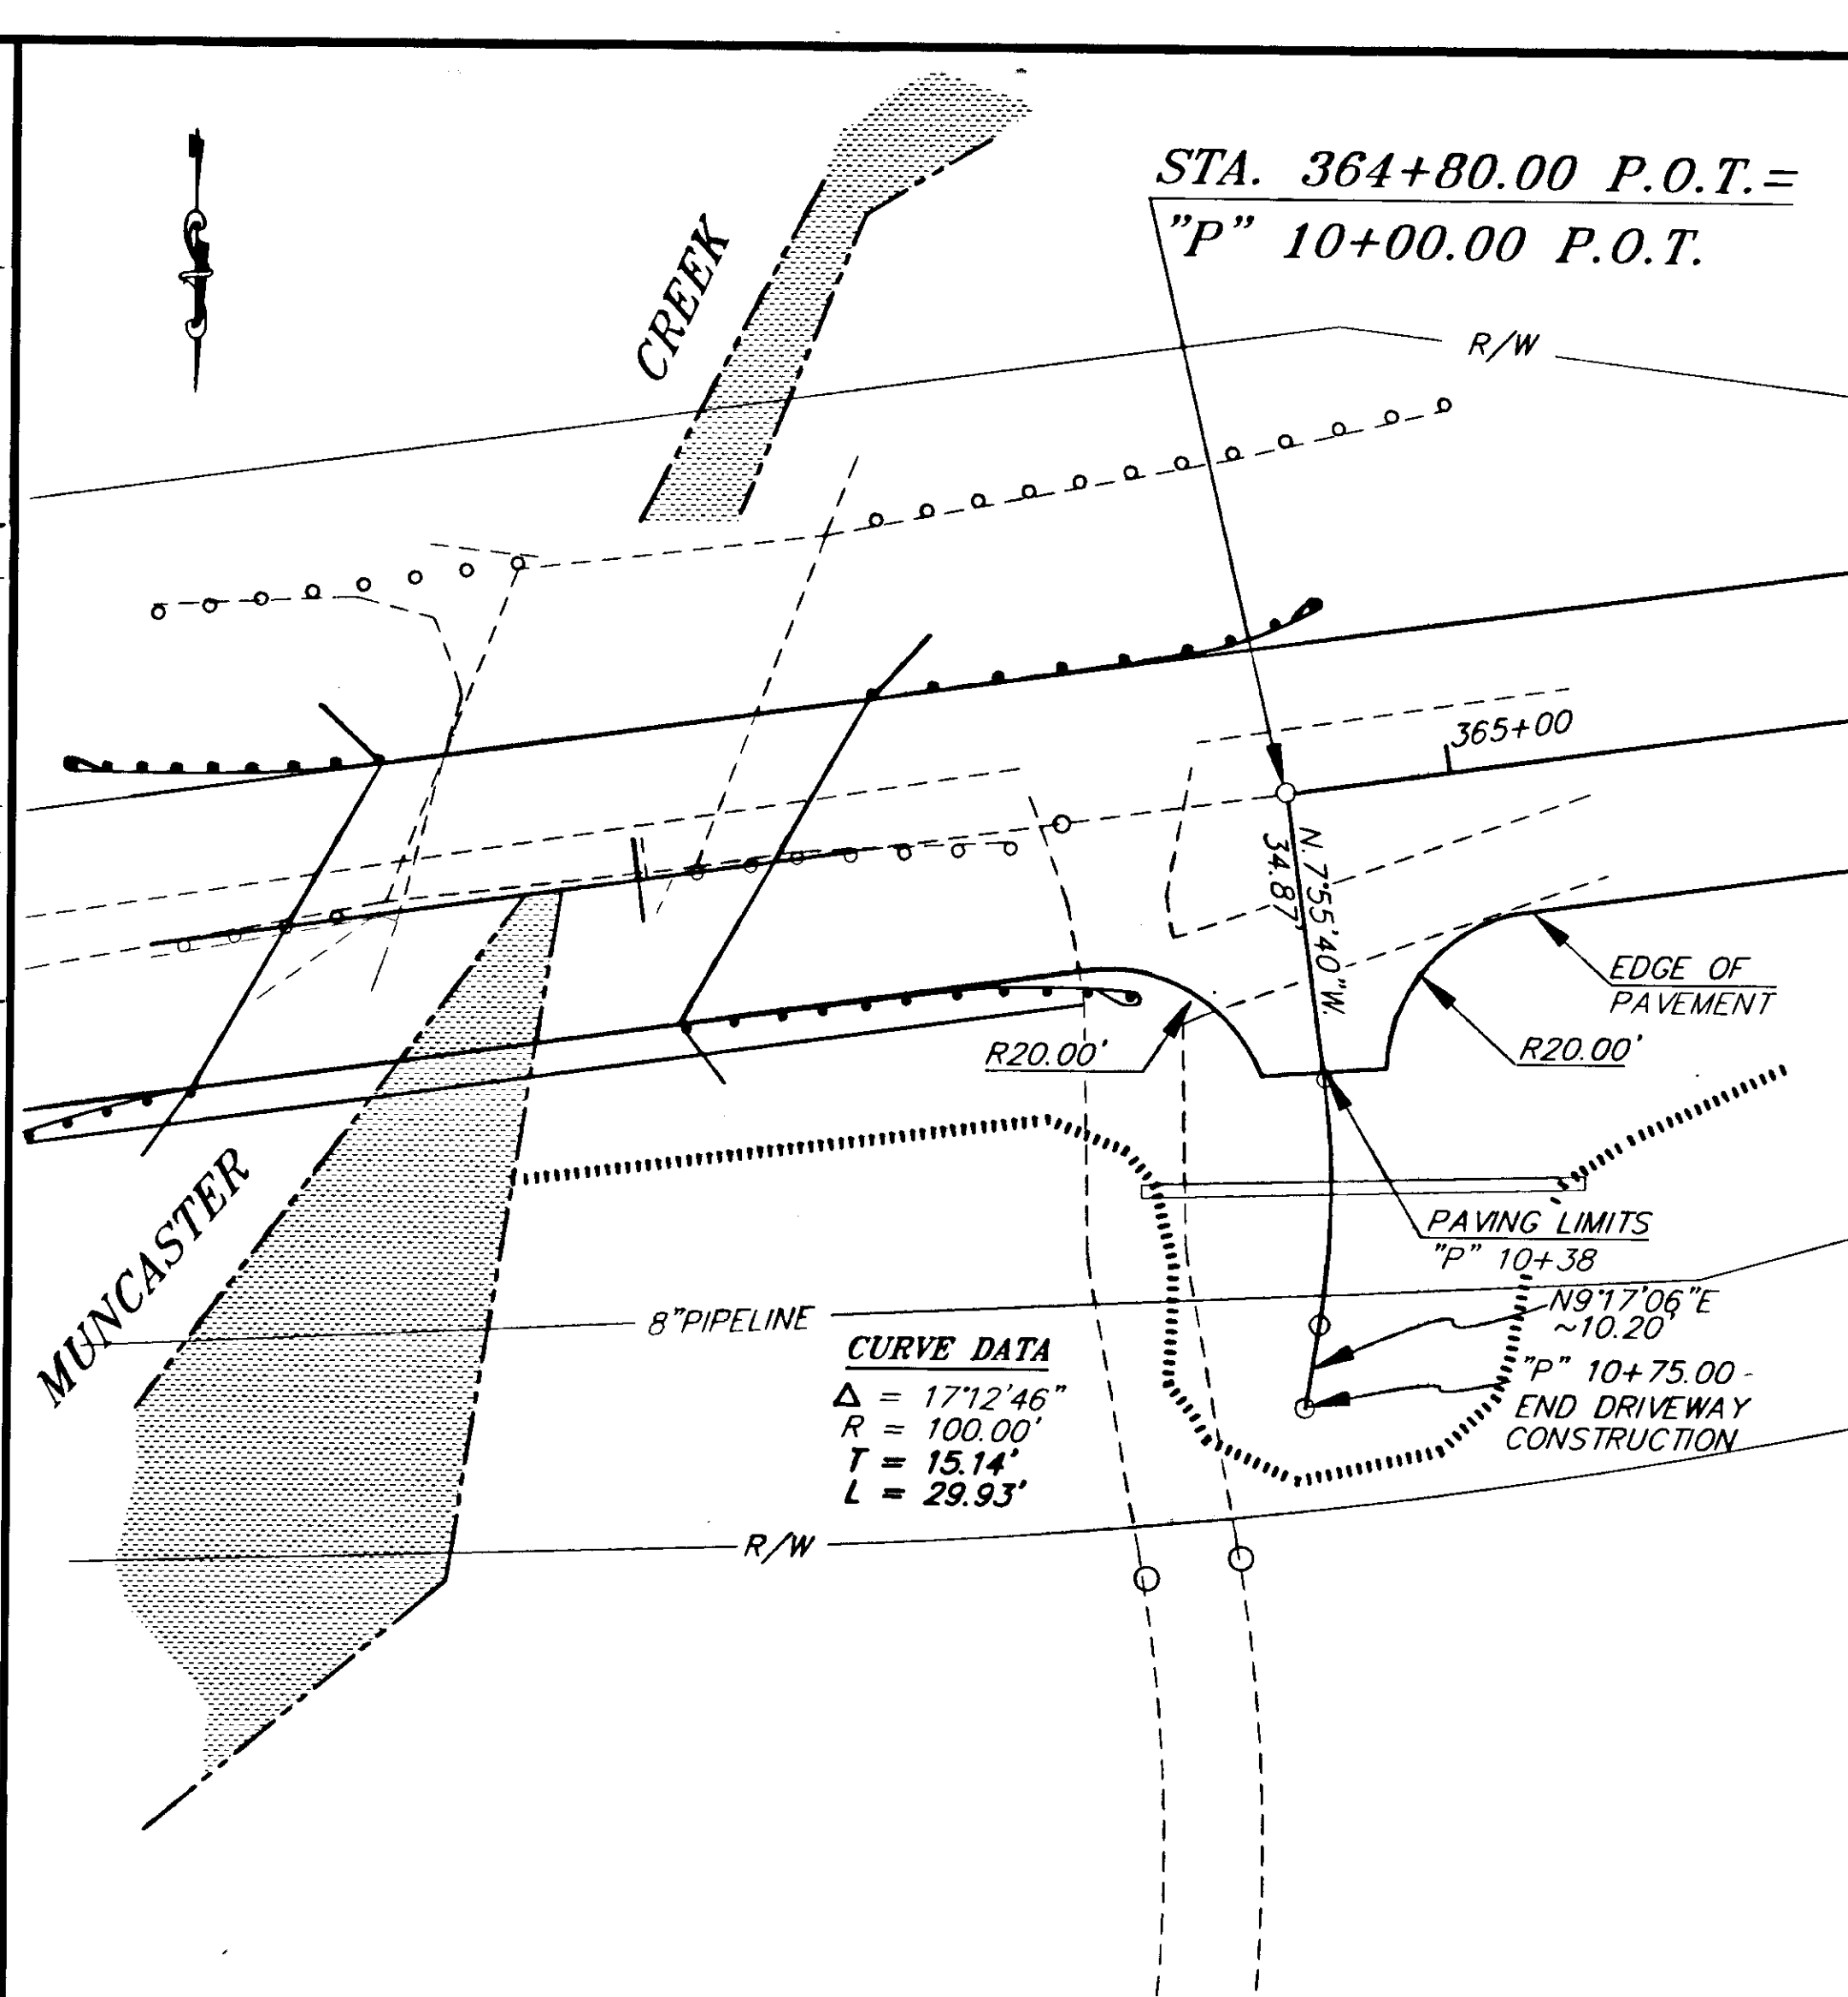 STA. 364+80.00 P.O.T.=
"P" 10+00.00 P.O.T.
CREEK
R/W
365+00
N.7°55'40"W.
34.87'
EDGE OF
PAVEMENT
R20.00'
R20.00'
MUNCASTER
PAVING LIMITS
"P" 10+38
8"PIPELINE
N9°17'06"E
~10.20'
CURVE DATA
Δ = 17°12'46"
R = 100.00'
T = 15.14'
L = 29.93'
"P" 10+75.00
END DRIVEWAY
CONSTRUCTION
R/W